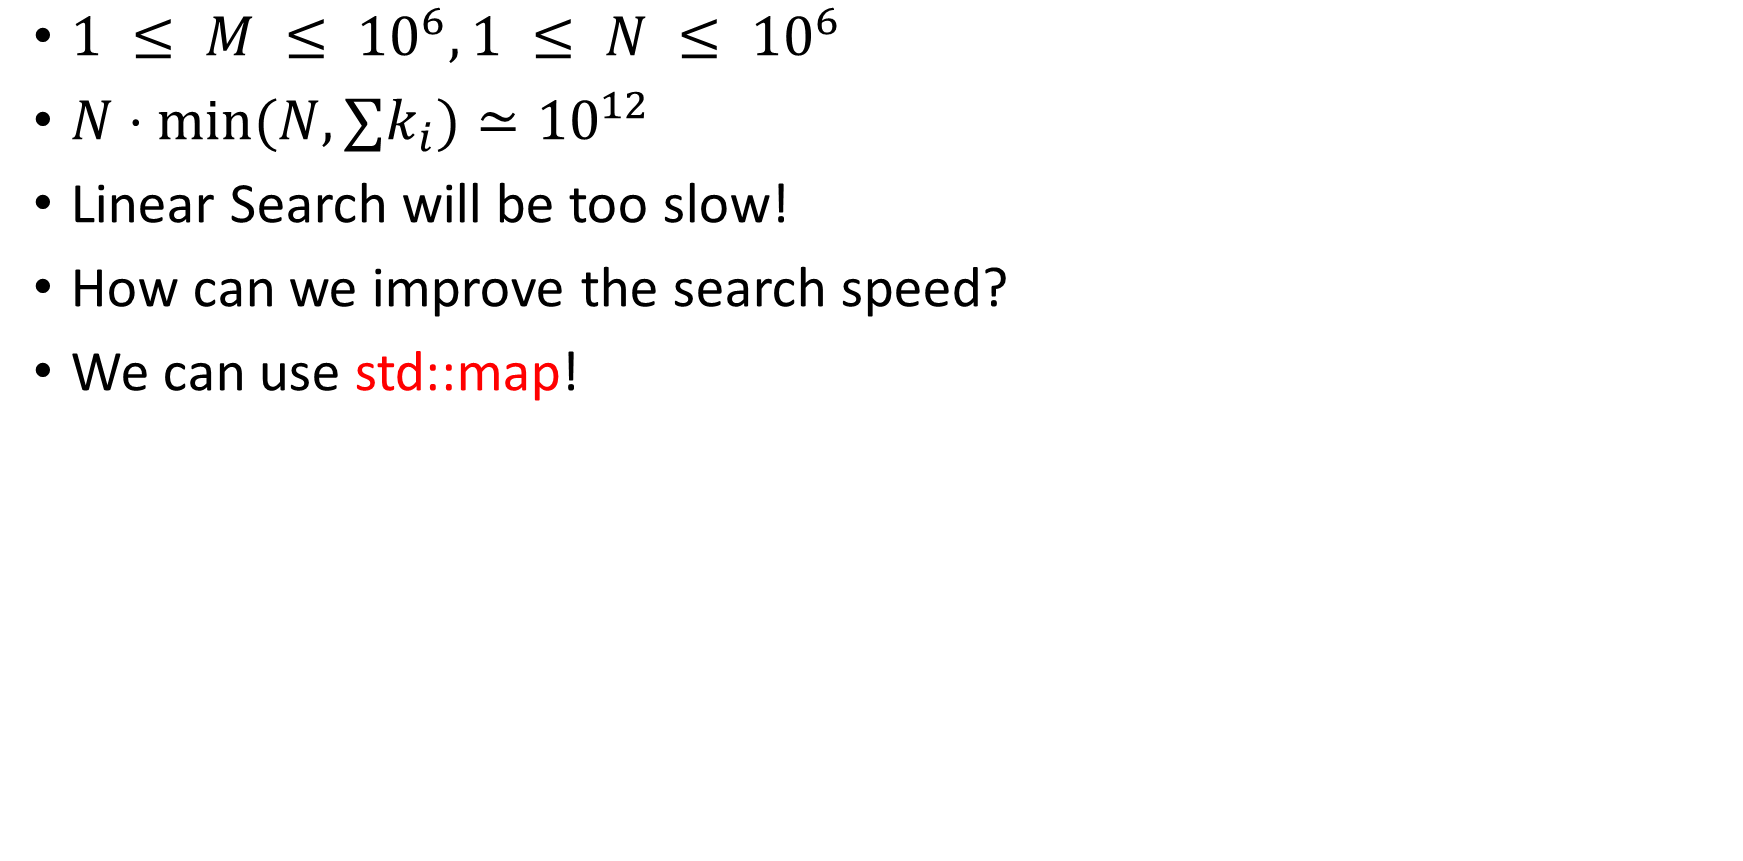 • 1 ≤ M ≤ 10⁶, 1 ≤ N ≤ 10⁶
• N · min(N, ∑kᵢ) ≃ 10¹²
• Linear Search will be too slow!
• How can we improve the search speed?
• We can use std::map!